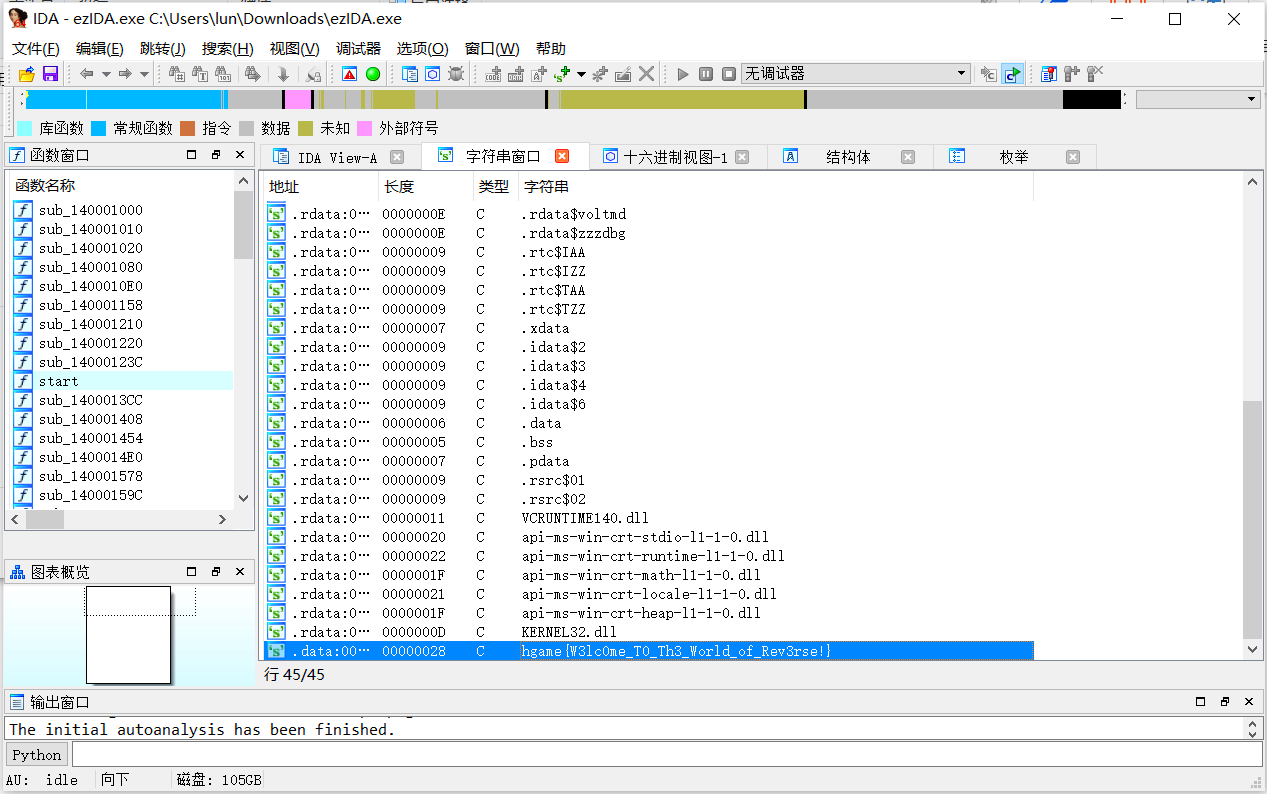 IDA - ezIDA.exe C:\Users\lun\Downloads\ezIDA.exe
文件(F) 编辑(E) 跳转(J) 搜索(H) 视图(V) 调试器 选项(O) 窗口(W) 帮助
无调试器
库函数 常规函数 指令 数据 未知 外部符号
函数窗口
函数名称
sub_140001000
sub_140001010
sub_140001020
sub_140001080
sub_1400010E0
sub_140001158
sub_140001210
sub_140001220
sub_14000123C
start
sub_1400013CC
sub_140001408
sub_140001454
sub_1400014E0
sub_140001578
sub_14000159C
图表概览
IDA View-A 字符串窗口 十六进制视图-1 结构体 枚举
地址 长度 类型 字符串
.rdata:0… 0000000E C .rdata$voltmd
.rdata:0… 0000000E C .rdata$zzzdbg
.rdata:0… 00000009 C .rtc$IAA
.rdata:0… 00000009 C .rtc$IZZ
.rdata:0… 00000009 C .rtc$TAA
.rdata:0… 00000009 C .rtc$TZZ
.rdata:0… 00000007 C .xdata
.rdata:0… 00000009 C .idata$2
.rdata:0… 00000009 C .idata$3
.rdata:0… 00000009 C .idata$4
.rdata:0… 00000009 C .idata$6
.rdata:0… 00000006 C .data
.rdata:0… 00000005 C .bss
.rdata:0… 00000007 C .pdata
.rdata:0… 00000009 C .rsrc$01
.rdata:0… 00000009 C .rsrc$02
.rdata:0… 00000011 C VCRUNTIME140.dll
.rdata:0… 00000020 C api-ms-win-crt-stdio-l1-1-0.dll
.rdata:0… 00000022 C api-ms-win-crt-runtime-l1-1-0.dll
.rdata:0… 0000001F C api-ms-win-crt-math-l1-1-0.dll
.rdata:0… 00000021 C api-ms-win-crt-locale-l1-1-0.dll
.rdata:0… 0000001F C api-ms-win-crt-heap-l1-1-0.dll
.rdata:0… 0000000D C KERNEL32.dll
.data:00… 00000028 C hgame{W3lc0me_T0_Th3_World_of_Rev3rse!}
行 45/45
输出窗口
The initial autoanalysis has been finished.
Python
AU: idle 向下 磁盘: 105GB